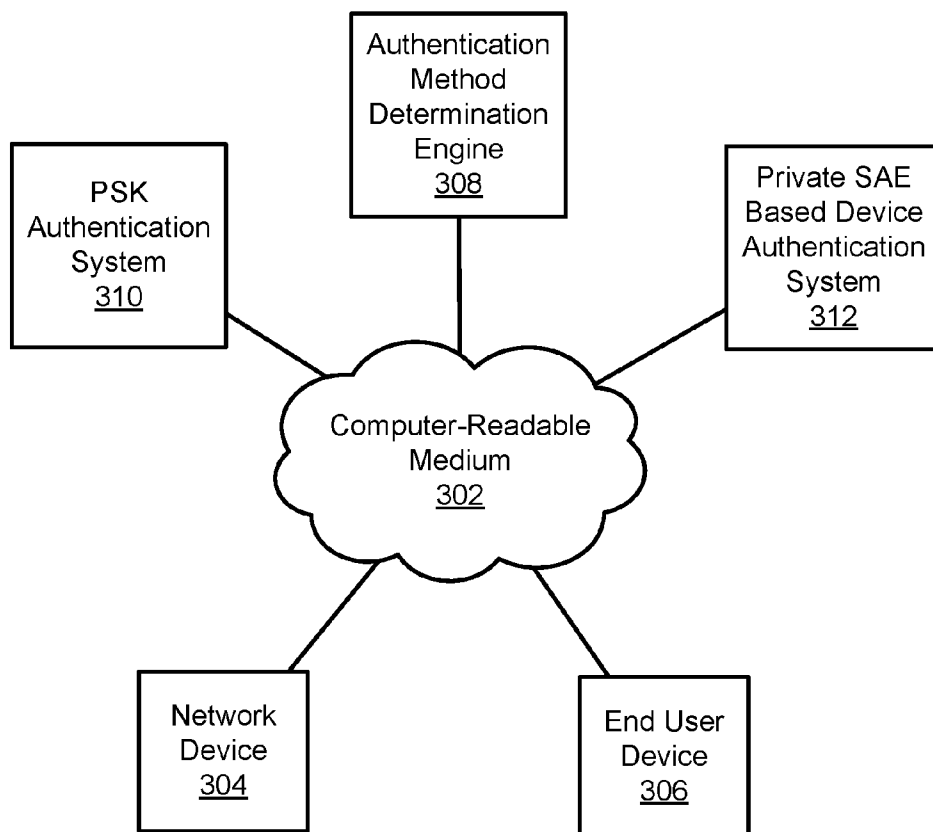 Authentication
Method
Determination
Engine
308
PSK
Authentication
System
310
Private SAE
Based Device
Authentication
System
312
Computer-Readable
Medium
302
Network
Device
304
End User
Device
306